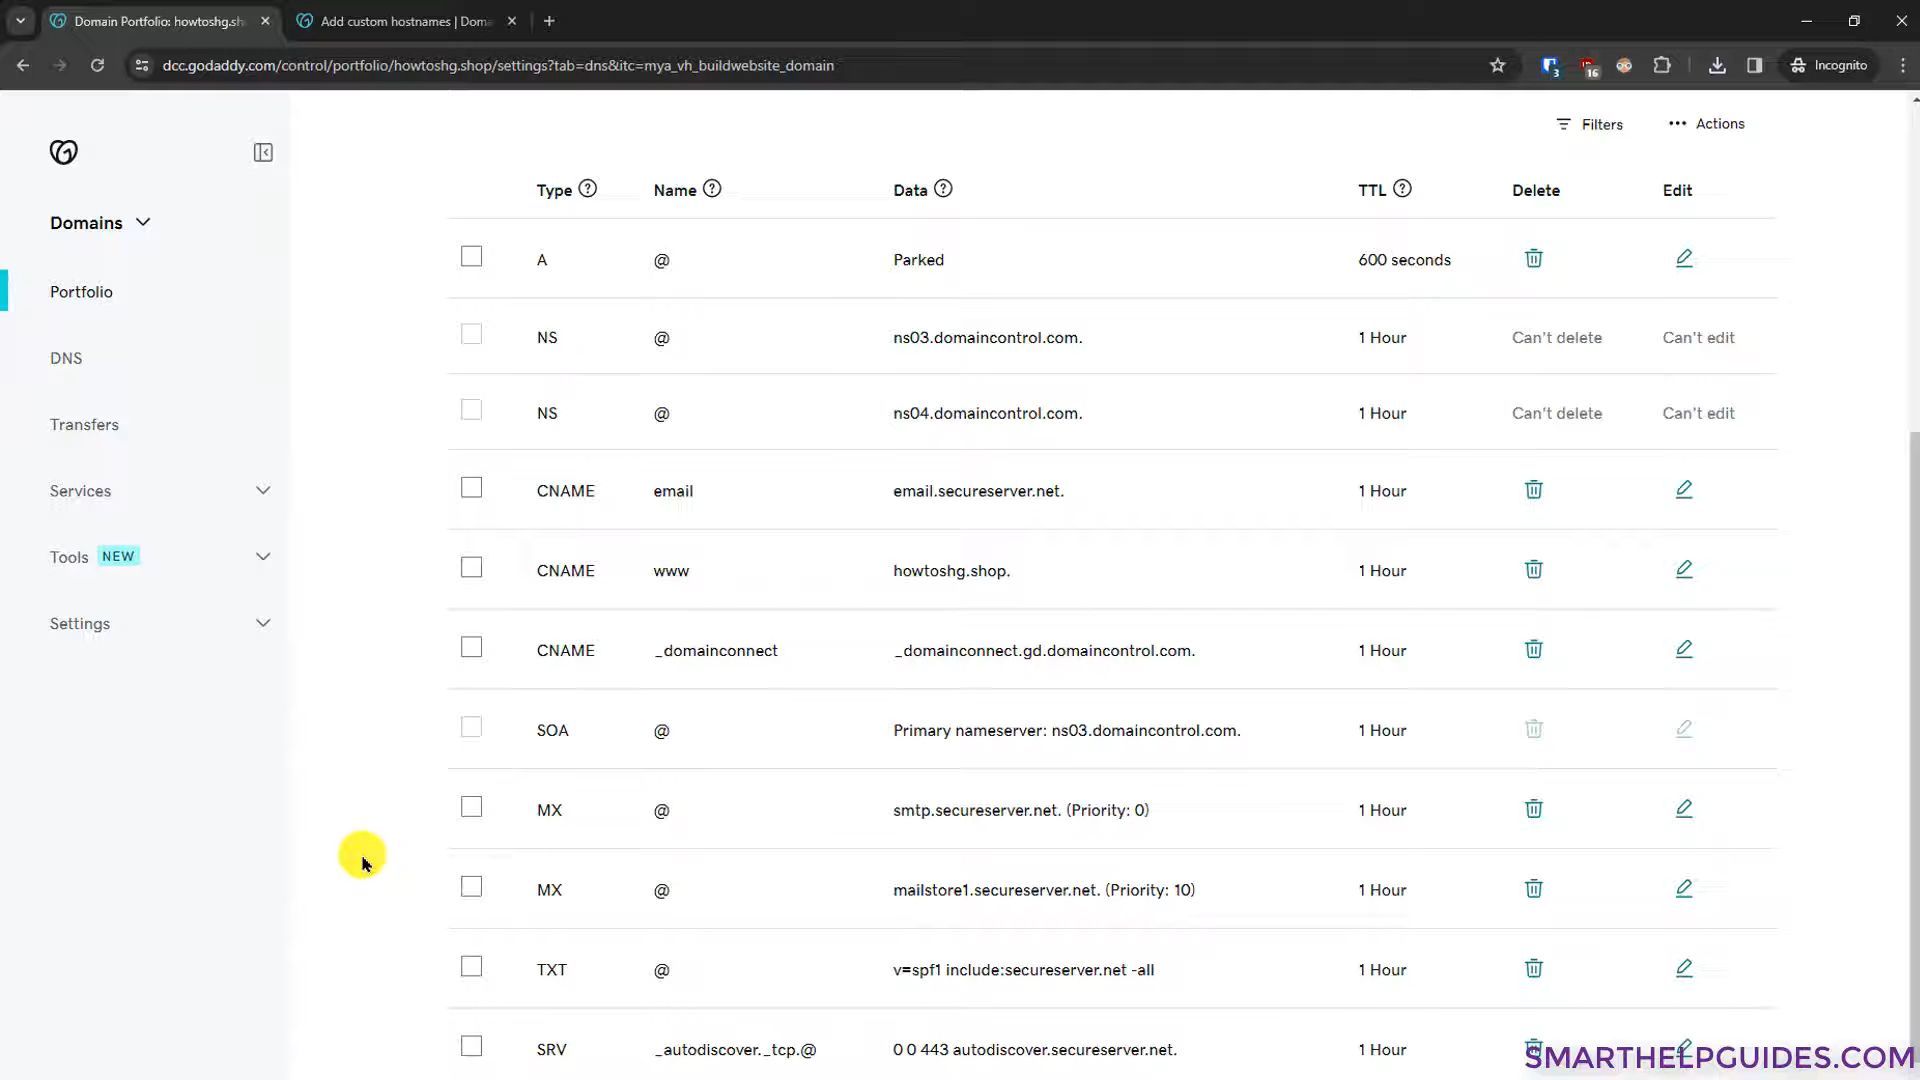 Domain Portfolio: howtoshg.sh
Add custom hostnames | Doma
dcc.godaddy.com/control/portfolio/howtoshg.shop/settings?tab=dns&itc=mya_vh_buildwebsite_domain
3
16
Incognito
Filters
Actions
Domains
Portfolio
DNS
Transfers
Services
Tools NEW
Settings
Type Name Data TTL Delete Edit
A @ Parked 600 seconds
NS @ ns03.domaincontrol.com. 1 Hour Can't delete Can't edit
NS @ ns04.domaincontrol.com. 1 Hour Can't delete Can't edit
CNAME email email.secureserver.net. 1 Hour
CNAME www howtoshg.shop. 1 Hour
CNAME _domainconnect _domainconnect.gd.domaincontrol.com. 1 Hour
SOA @ Primary nameserver: ns03.domaincontrol.com. 1 Hour
MX @ smtp.secureserver.net. (Priority: 0) 1 Hour
MX @ mailstore1.secureserver.net. (Priority: 10) 1 Hour
TXT @ v=spf1 include:secureserver.net -all 1 Hour
SRV _autodiscover._tcp.@ 0 0 443 autodiscover.secureserver.net. 1 Hour
SMARTHELPGUIDES.COM